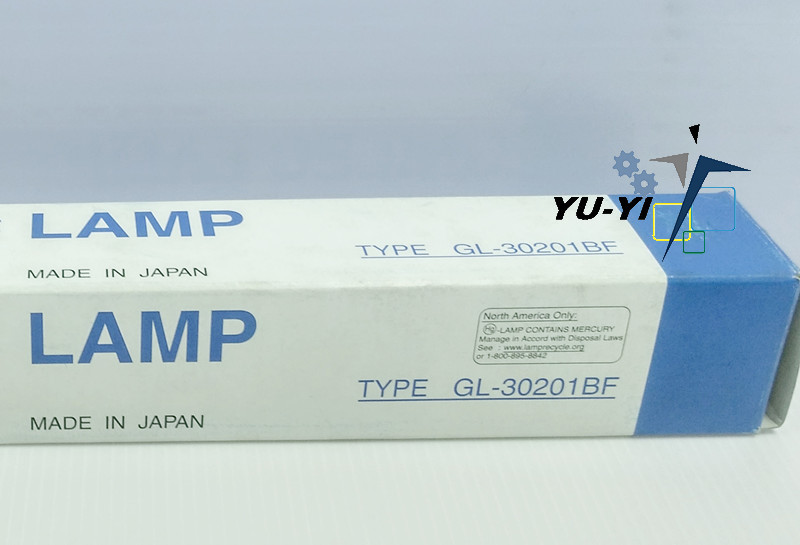 YU-YI
LAMP
TYPE GL-30201BF
MADE IN JAPAN
LAMP
North America Only:
Hg -LAMP CONTAINS MERCURY
Manage in Accord with Disposal Laws
See : www.lamprecycle.org
or 1-800-895-8842
TYPE GL-30201BF
MADE IN JAPAN